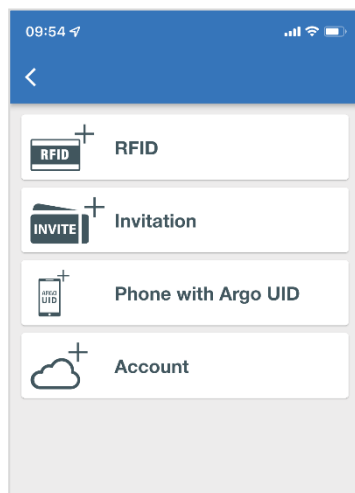 09:54
RFID
RFID
INVITE
Invitation
ARGO
UID
Phone with Argo UID
Account